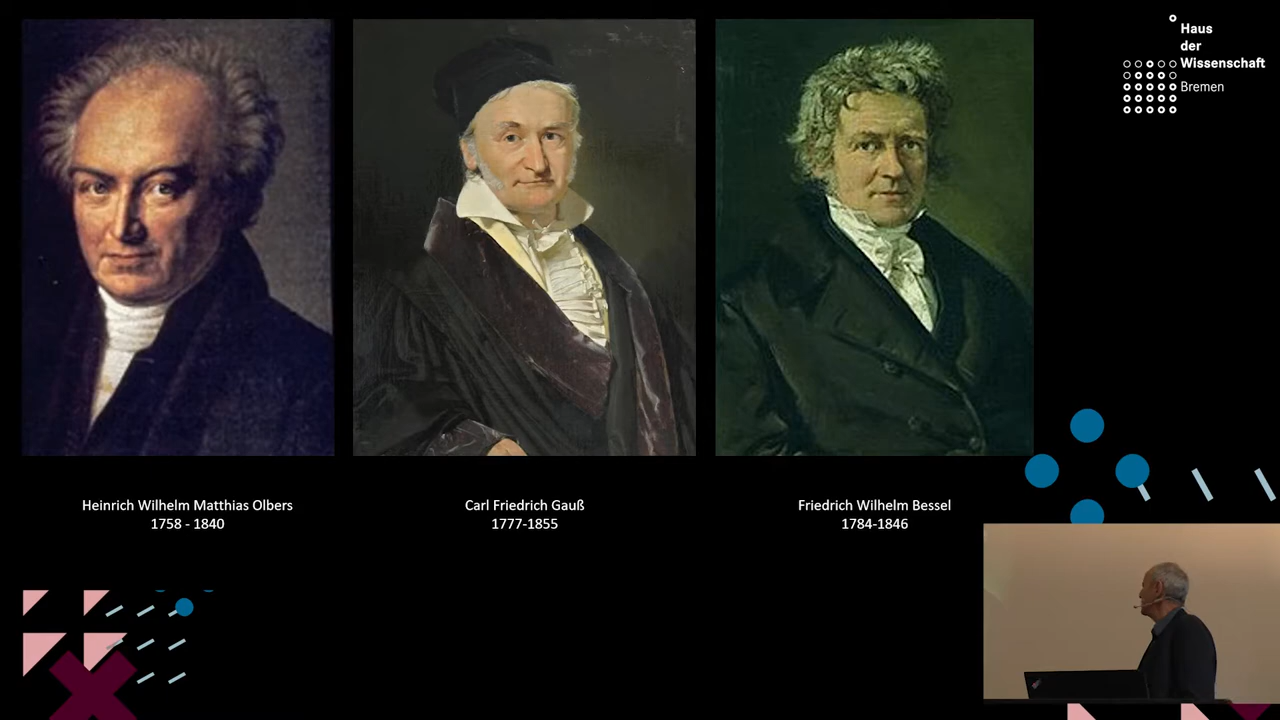 Haus
der
Wissenschaft
Bremen
Heinrich Wilhelm Matthias Olbers
1758 - 1840
Carl Friedrich Gauß
1777-1855
Friedrich Wilhelm Bessel
1784-1846